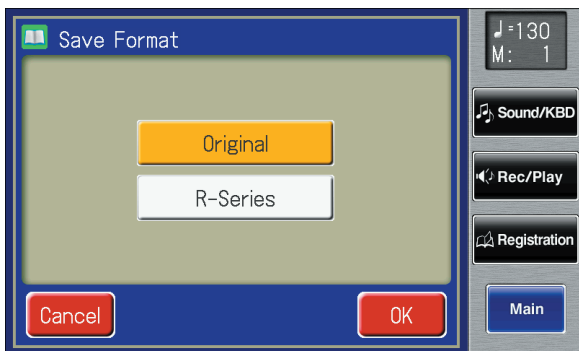 Save Format
Original
R-Series
Cancel
OK
♩=130
M: 1
Sound/KBD
Rec/Play
Registration
Main